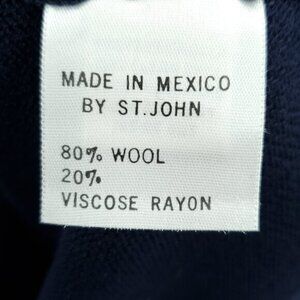 MADE IN MEXICO
BY ST.JOHN
80% WOOL
20%
VISCOSE RAYON